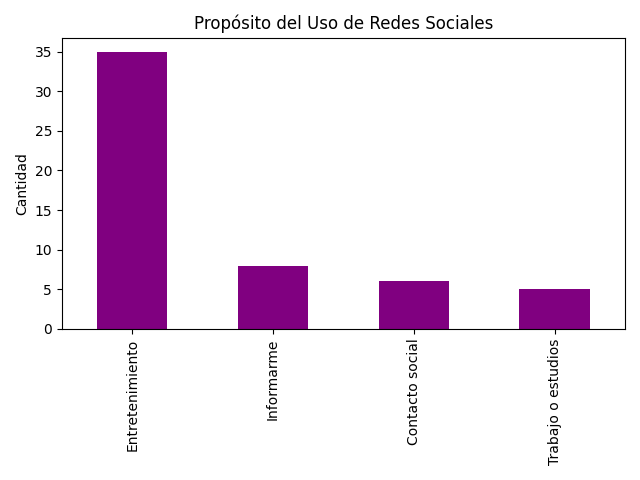 Propósito del Uso de Redes Sociales
Cantidad
35
30
25
20
15
10
5
0
Entretenimiento
Informarme
Contacto social
Trabajo o estudios